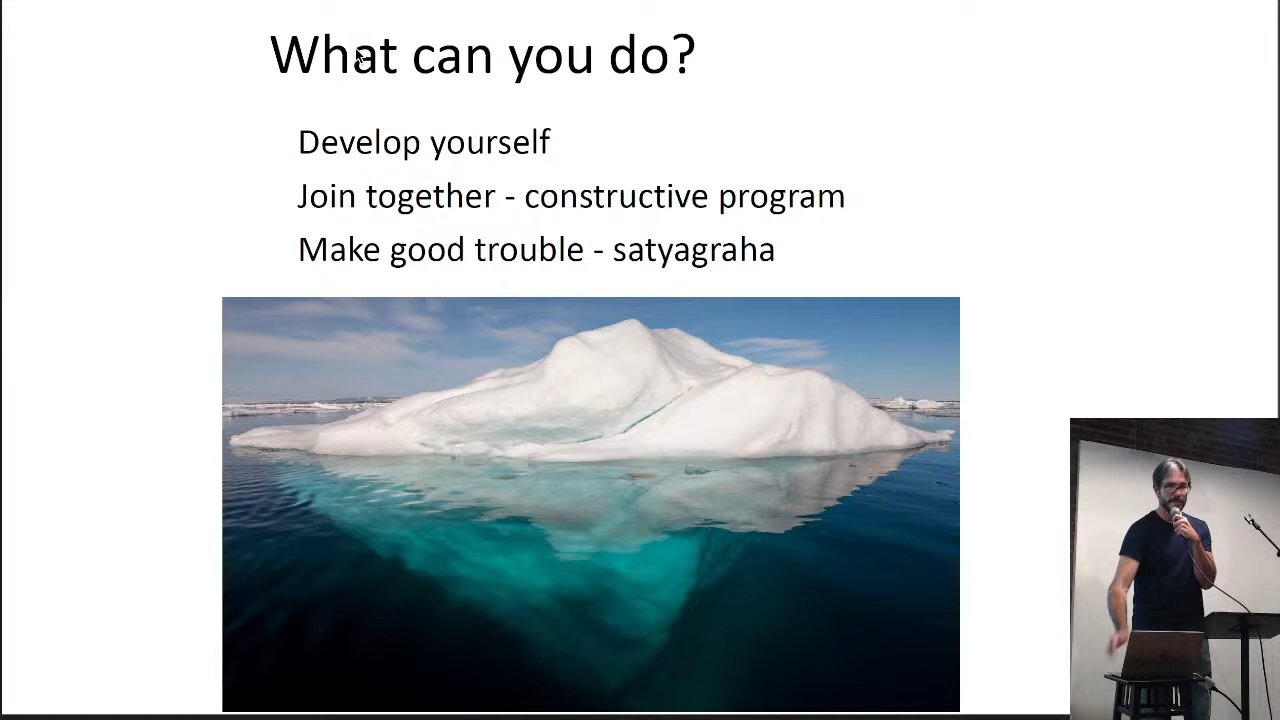 What can you do?
Develop yourself
Join together - constructive program
Make good trouble - satyagraha